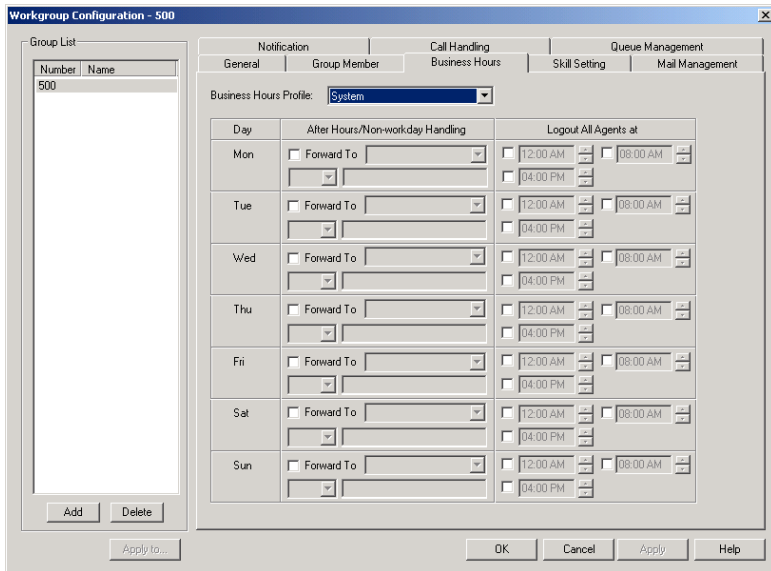 Workgroup Configuration - 500
Group List
Number Name
500
Add Delete
Apply to...
Notification Call Handling Queue Management
General Group Member Business Hours Skill Setting Mail Management
Business Hours Profile: System
Day After Hours/Non-workday Handling Logout All Agents at
Mon Forward To 12:00 AM 08:00 AM
04:00 PM
Tue Forward To 12:00 AM 08:00 AM
04:00 PM
Wed Forward To 12:00 AM 08:00 AM
04:00 PM
Thu Forward To 12:00 AM 08:00 AM
04:00 PM
Fri Forward To 12:00 AM 08:00 AM
04:00 PM
Sat Forward To 12:00 AM 08:00 AM
04:00 PM
Sun Forward To 12:00 AM 08:00 AM
04:00 PM
OK Cancel Apply Help